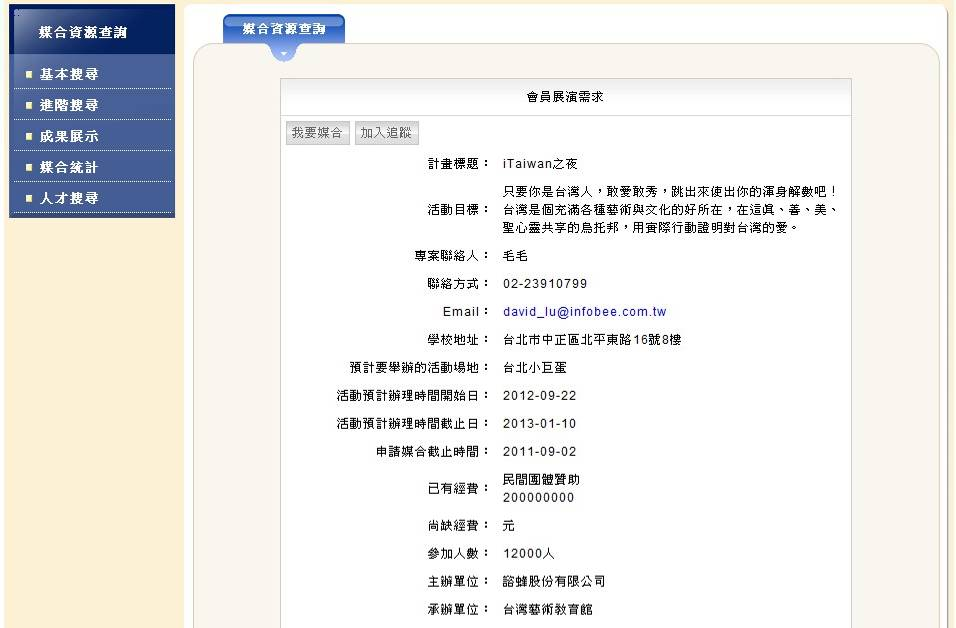 媒合資源查詢
基本搜尋
進階搜尋
成果展示
媒合統計
人才搜尋
媒合資源查詢
會員展演需求
我要媒合 加入追蹤
計畫標題： iTaiwan之夜
活動目標： 只要你是台灣人，敢愛敢秀，跳出來使出你的渾身解數吧！
台灣是個充滿各種藝術與文化的好所在，在這真、善、美、
聖心靈共享的烏托邦，用實際行動證明對台灣的愛。
專案聯絡人： 毛毛
聯絡方式： 02-23910799
Email： david_lu@infobee.com.tw
學校地址： 台北市中正區北平東路16號8樓
預計要舉辦的活動場地： 台北小巨蛋
活動預計辦理時間開始日： 2012-09-22
活動預計辦理時間截止日： 2013-01-10
申請媒合截止時間： 2011-09-02
已有經費： 民間團體贊助
200000000
尚缺經費： 元
參加人數： 12000人
主辦單位： 諮蜂股份有限公司
承辦單位： 台灣藝術教育館